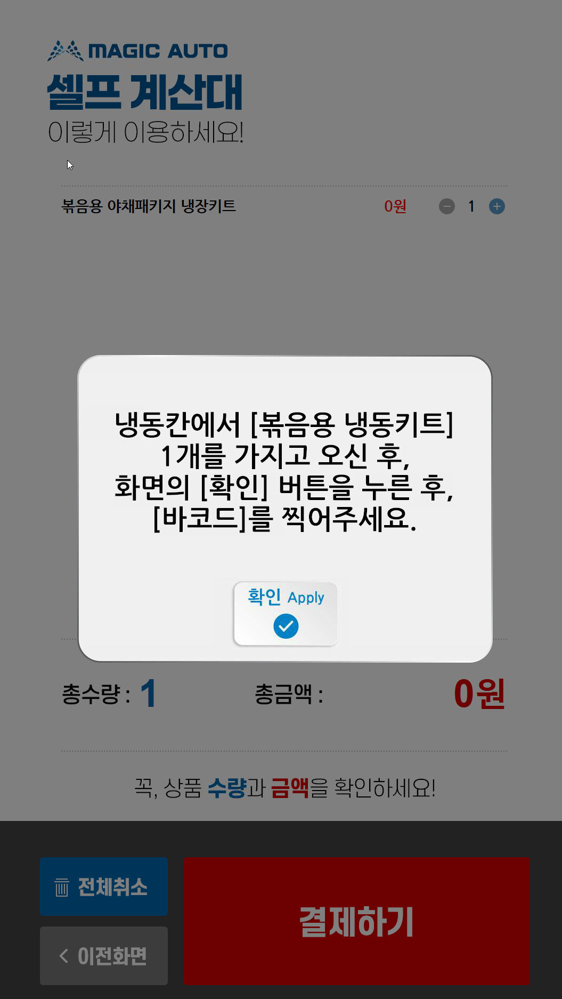 MAGIC AUTO
셀프 계산대
이렇게 이용하세요!
볶음용 야채패키지 냉장키트 0원 1
냉동칸에서 [볶음용 냉동키트]
1개를 가지고 오신 후,
화면의 [확인] 버튼을 누른 후,
[바코드]를 찍어주세요.
확인 Apply
총수량 : 1 총금액 : 0원
꼭, 상품 수량과 금액을 확인하세요!
전체취소
이전화면
결제하기